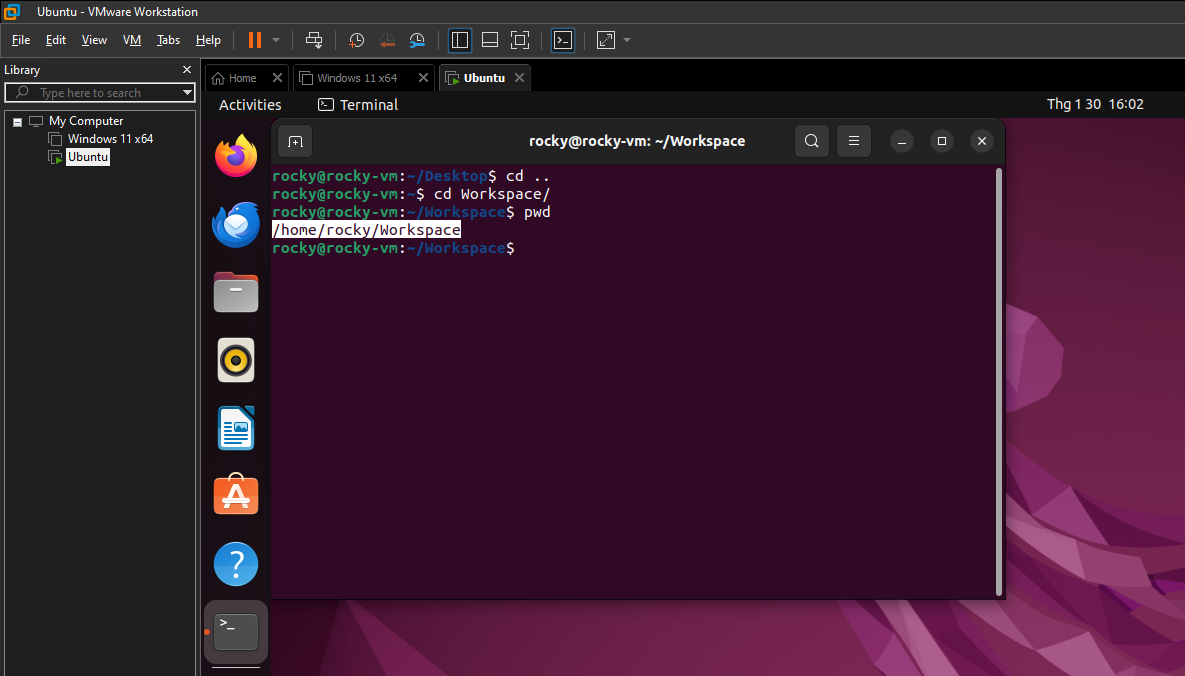 Ubuntu - VMware Workstation
File Edit View VM Tabs Help
Library
Type here to search
My Computer
Windows 11 x64
Ubuntu
Home
Windows 11 x64
Ubuntu
Activities
Terminal
Thg 1 30 16:02
rocky@rocky-vm: ~/Workspace
rocky@rocky-vm:~/Desktop$ cd ..
rocky@rocky-vm:~$ cd Workspace/
rocky@rocky-vm:~/Workspace$ pwd
/home/rocky/Workspace
rocky@rocky-vm:~/Workspace$